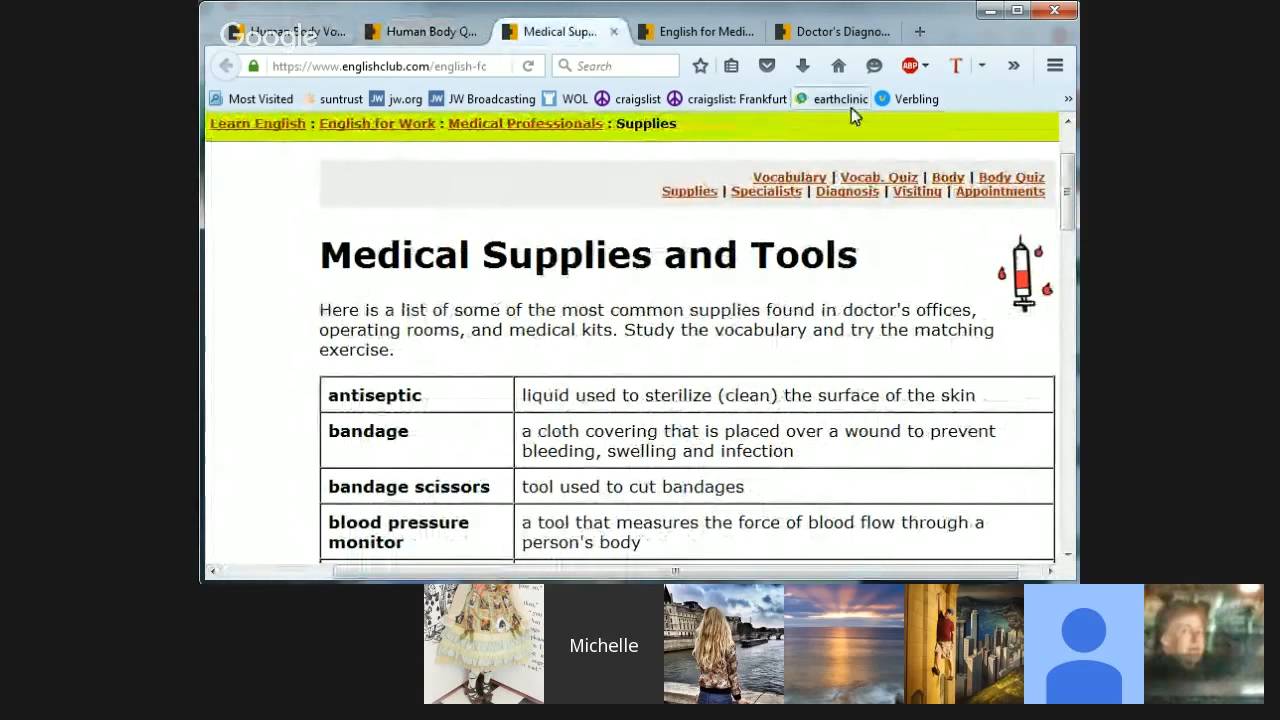 Google
Human Body Vo...
Human Body Q...
Medical Sup...
English for Medi...
Doctor's Diagno...
https://www.englishclub.com/english-fc
Search
ABP
T
Most Visited
suntrust
JW jw.org
JW JW Broadcasting
WOL
craigslist
craigslist: Frankfurt
earthclinic
Verbling
Learn English : English for Work : Medical Professionals : Supplies
Vocabulary | Vocab. Quiz | Body | Body Quiz
Supplies | Specialists | Diagnosis | Visiting | Appointments
Medical Supplies and Tools
Here is a list of some of the most common supplies found in doctor's offices,
operating rooms, and medical kits. Study the vocabulary and try the matching
exercise.
antiseptic
liquid used to sterilize (clean) the surface of the skin
bandage
a cloth covering that is placed over a wound to prevent
bleeding, swelling and infection
bandage scissors
tool used to cut bandages
blood pressure
monitor
a tool that measures the force of blood flow through a
person's body
Michelle